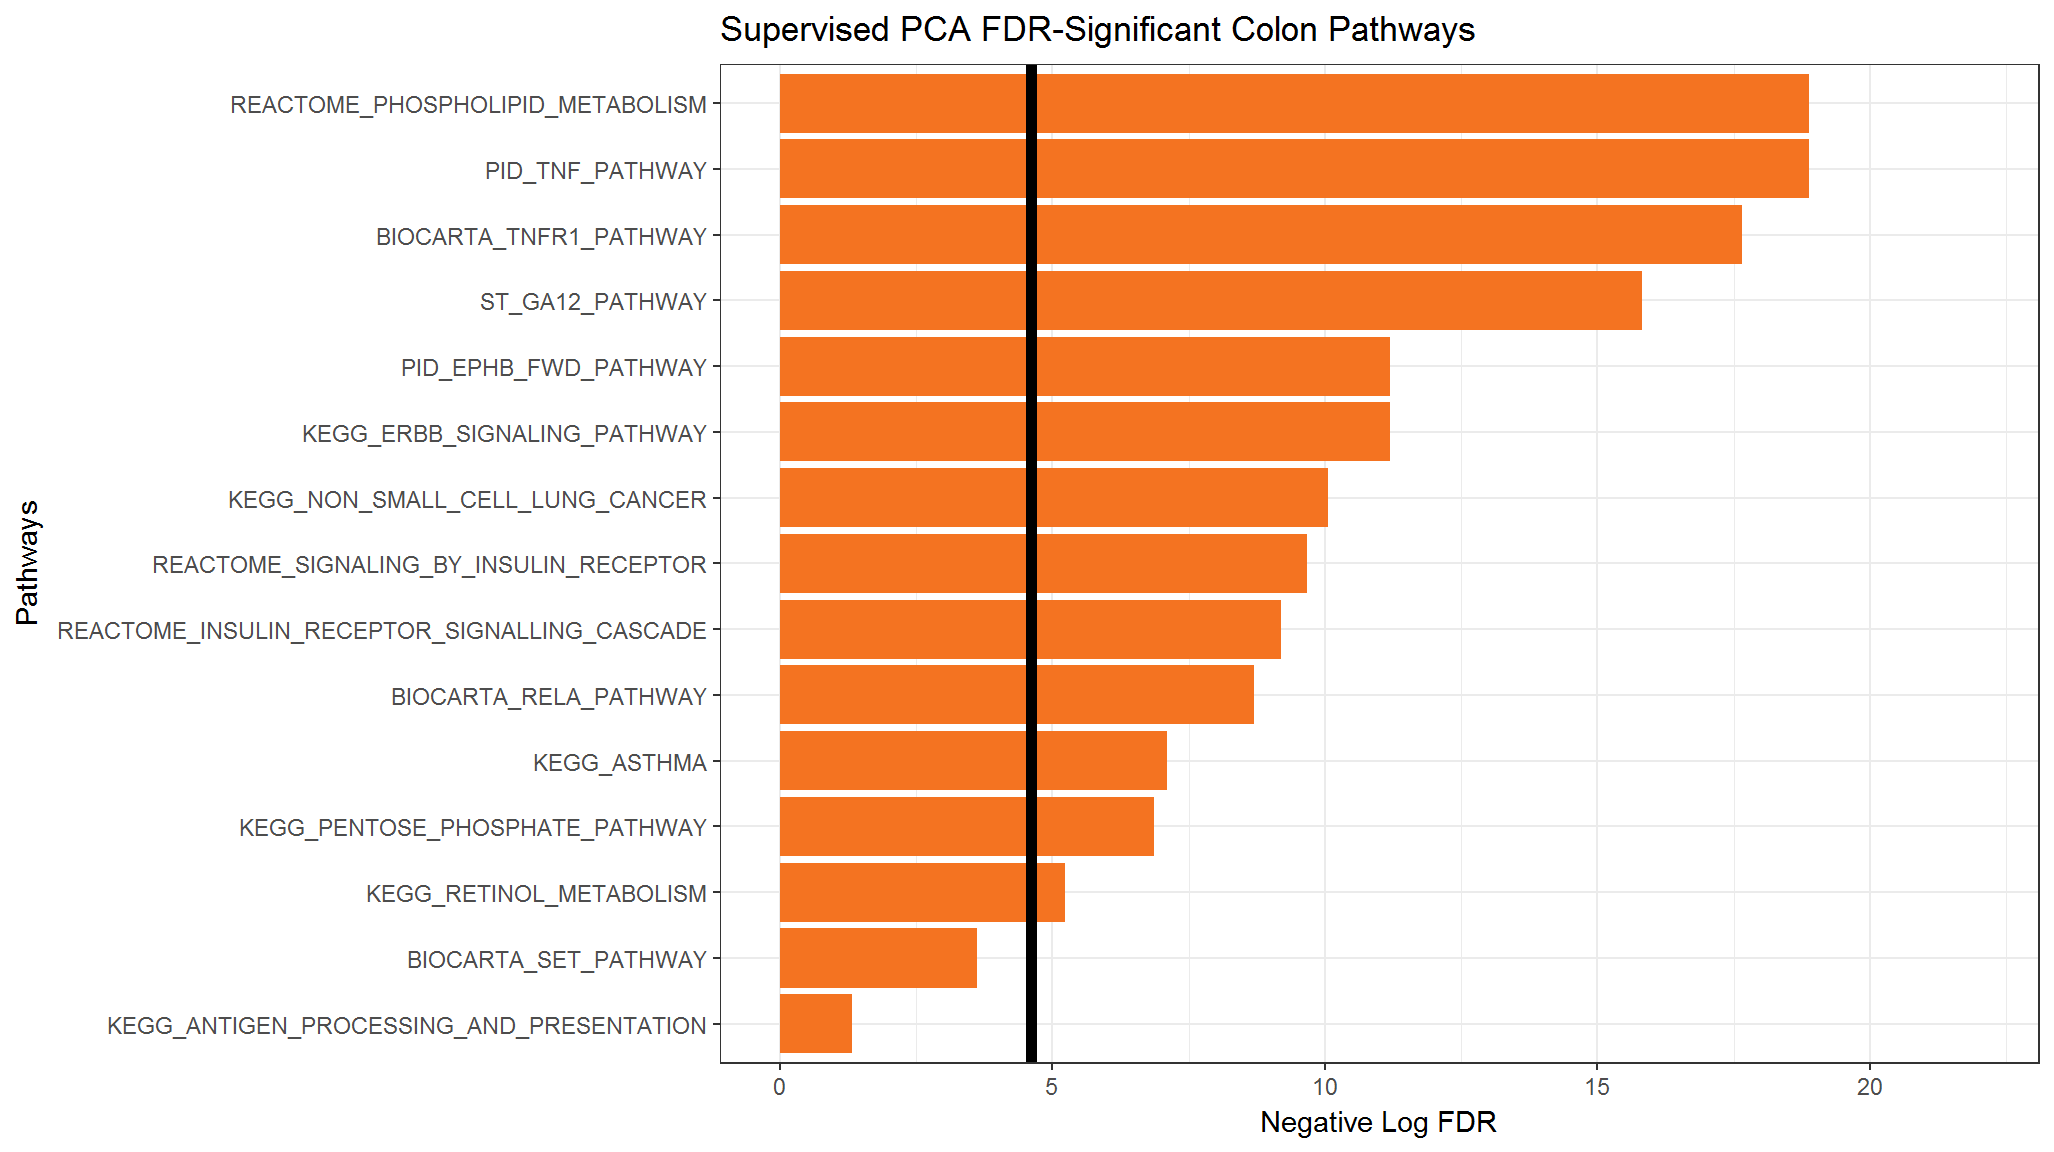 Supervised PCA FDR-Significant Colon Pathways
REACTOME_PHOSPHOLIPID_METABOLISM
PID_TNF_PATHWAY
BIOCARTA_TNFR1_PATHWAY
ST_GA12_PATHWAY
PID_EPHB_FWD_PATHWAY
KEGG_ERBB_SIGNALING_PATHWAY
KEGG_NON_SMALL_CELL_LUNG_CANCER
REACTOME_SIGNALING_BY_INSULIN_RECEPTOR
REACTOME_INSULIN_RECEPTOR_SIGNALLING_CASCADE
BIOCARTA_RELA_PATHWAY
KEGG_ASTHMA
KEGG_PENTOSE_PHOSPHATE_PATHWAY
KEGG_RETINOL_METABOLISM
BIOCARTA_SET_PATHWAY
KEGG_ANTIGEN_PROCESSING_AND_PRESENTATION
Pathways
0 5 10 15 20
Negative Log FDR